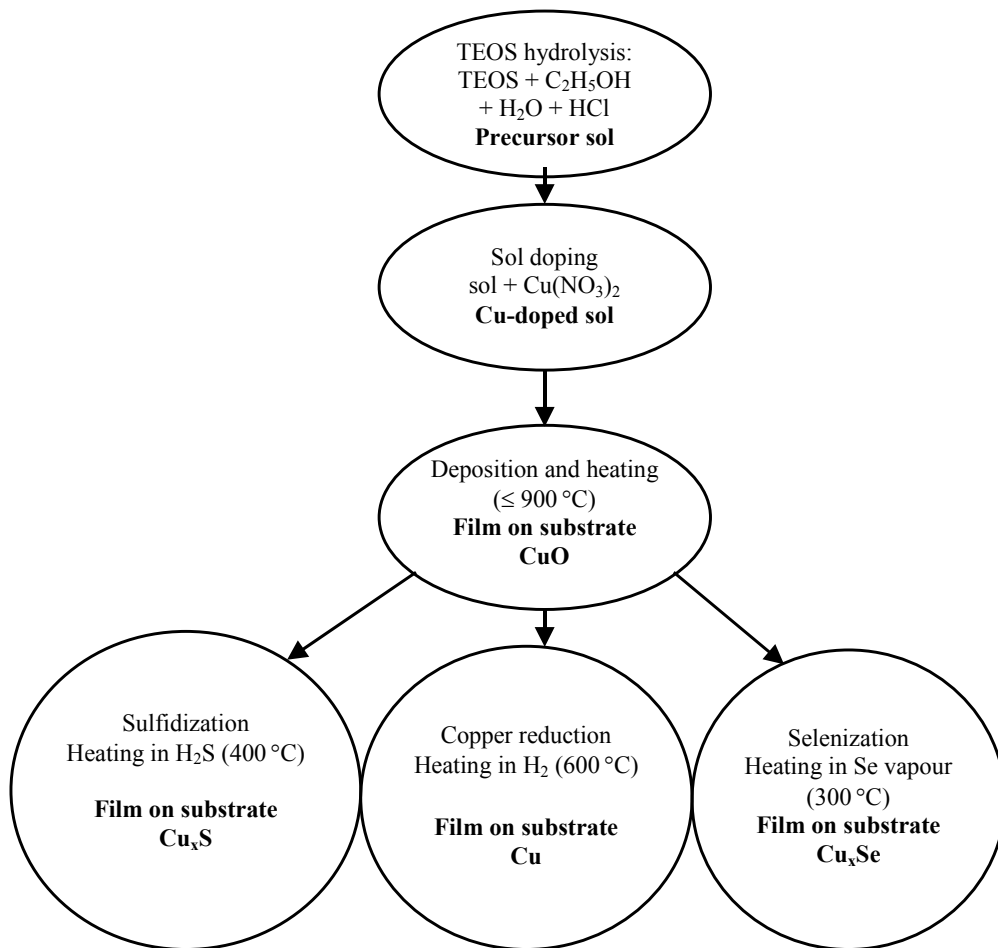 TEOS hydrolysis:
TEOS + C₂H₅OH
+ H₂O + HCl
Precursor sol
Sol doping
sol + Cu(NO₃)₂
Cu-doped sol
Deposition and heating
(≤ 900 °C)
Film on substrate
CuO
Sulfidization
Heating in H₂S (400 °C)
Film on substrate
CuₓS
Copper reduction
Heating in H₂ (600 °C)
Film on substrate
Cu
Selenization
Heating in Se vapour
(300 °C)
Film on substrate
CuₓSe